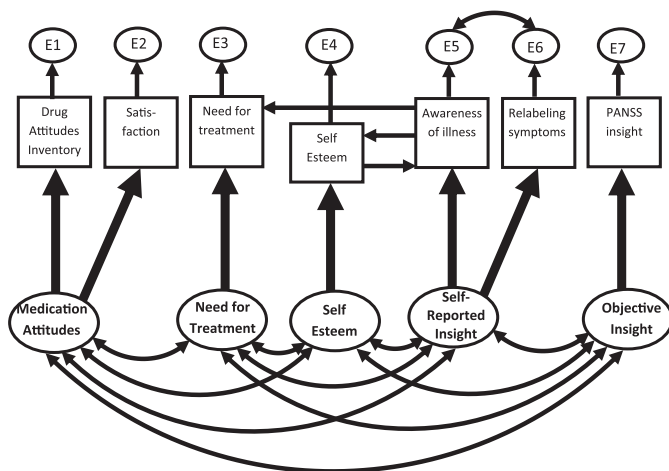 E1
E2
E3
E4
E5
E6
E7
Drug
Attitudes
Inventory
Satis-
faction
Need for
treatment
Self
Esteem
Awareness
of illness
Relabeling
symptoms
PANSS
insight
Medication
Attitudes
Need for
Treatment
Self
Esteem
Self-
Reported
Insight
Objective
Insight